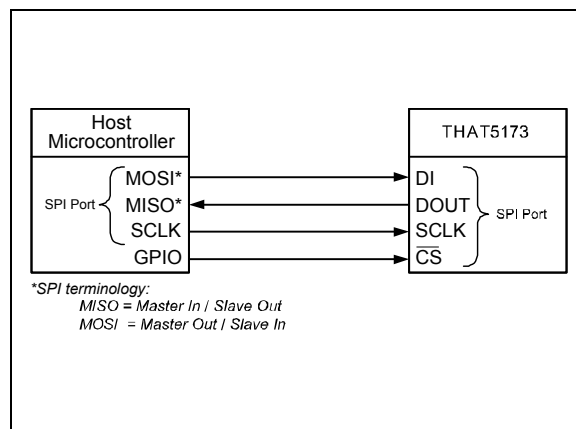 Host
Microcontroller
THAT5173
SPI Port
MOSI*
MISO*
SCLK
GPIO
DI
DOUT
SCLK
CS
SPI Port
*SPI terminology:
MISO = Master In / Slave Out
MOSI = Master Out / Slave In